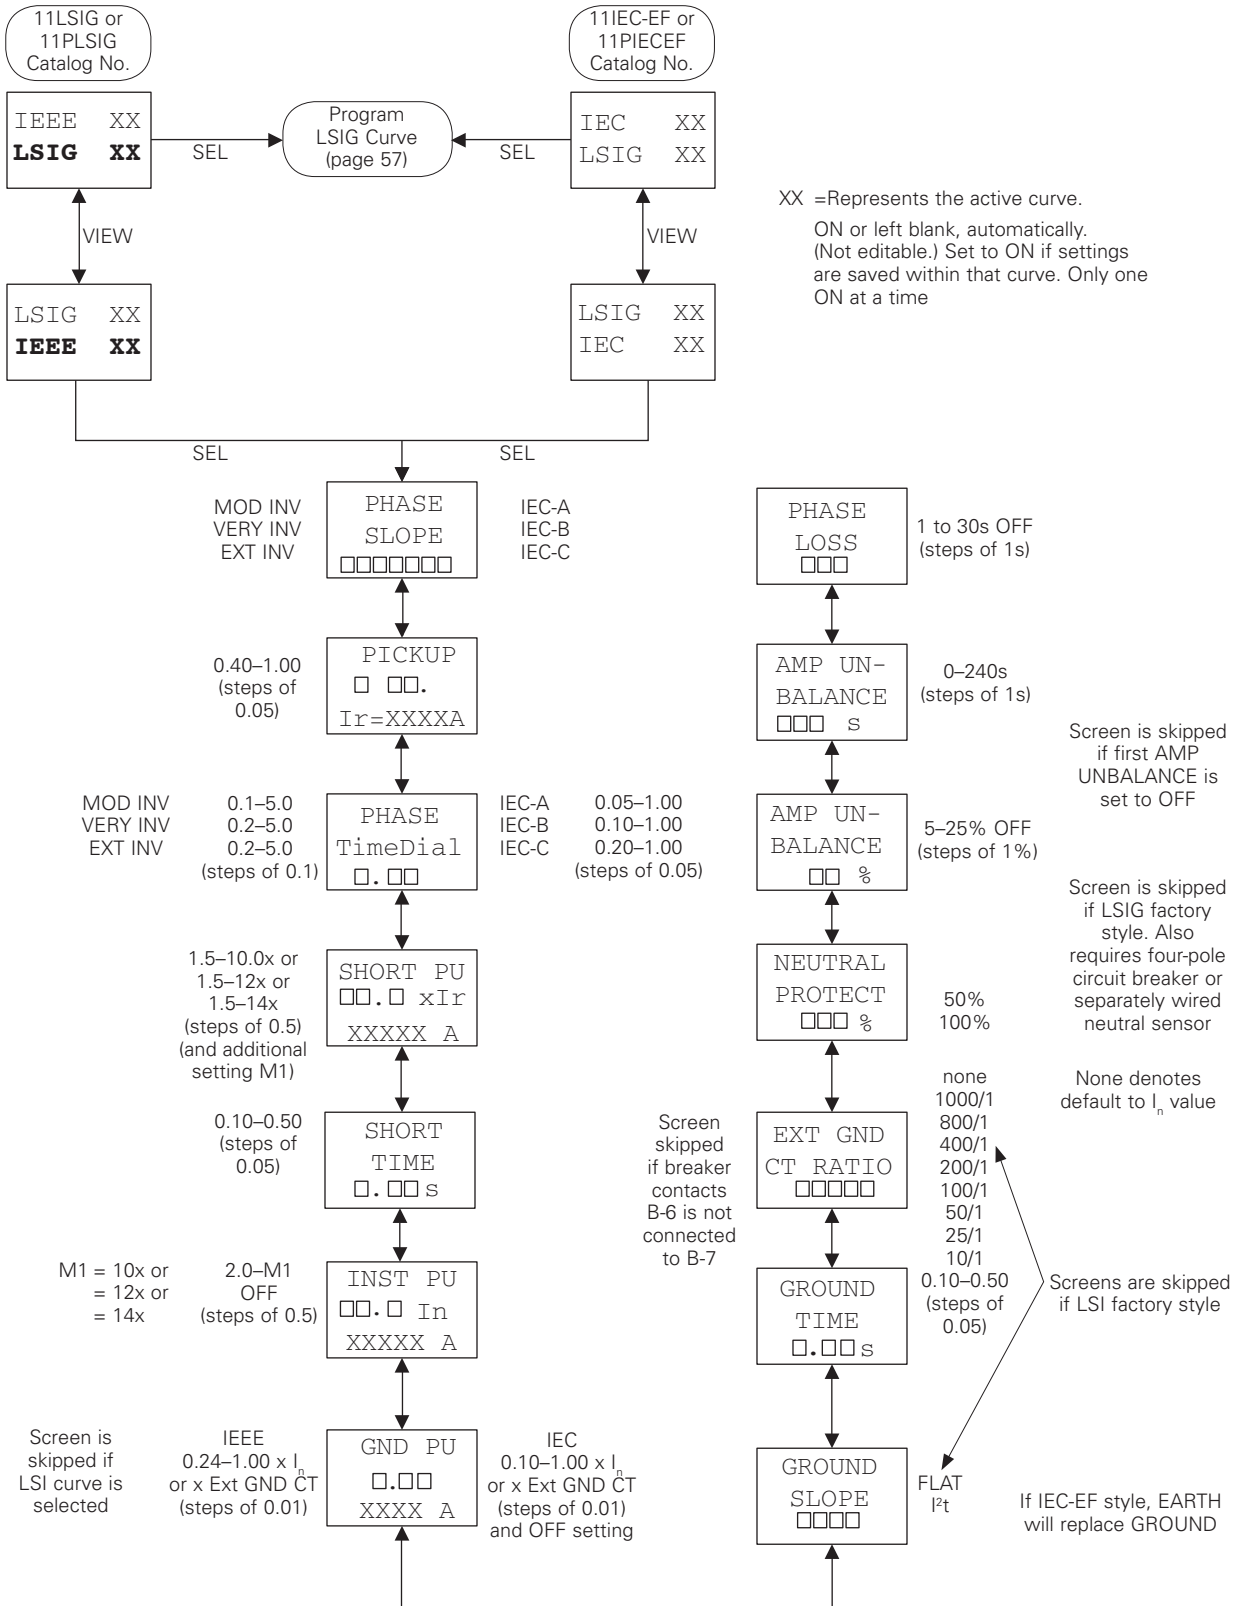 11LSIG or
11PLSIG
Catalog No.
11IEC-EF or
11PIECEF
Catalog No.
IEEE XX
LSIG XX
SEL
Program
LSIG Curve
(page 57)
SEL
IEC XX
LSIG XX
VIEW
VIEW
XX =Represents the active curve.
ON or left blank, automatically.
(Not editable.) Set to ON if settings
are saved within that curve. Only one
ON at a time
LSIG XX
IEEE XX
LSIG XX
IEC XX
SEL
SEL
MOD INV
VERY INV
EXT INV
PHASE
SLOPE
□□□□□□□
IEC-A
IEC-B
IEC-C
0.40–1.00
(steps of
0.05)
PICKUP
□ □□.
Ir=XXXXA
MOD INV
VERY INV
EXT INV
0.1–5.0
0.2–5.0
0.2–5.0
(steps of 0.1)
PHASE
TimeDial
□.□□
IEC-A
IEC-B
IEC-C
0.05–1.00
0.10–1.00
0.20–1.00
(steps of 0.05)
1.5–10.0x or
1.5–12x or
1.5–14x
(steps of 0.5)
(and additional
setting M1)
SHORT PU
□□.□ xIr
XXXXX A
0.10–0.50
(steps of
0.05)
SHORT
TIME
□.□□ s
M1 = 10x or
= 12x or
= 14x
2.0–M1
OFF
(steps of 0.5)
INST PU
□□.□ In
XXXXX A
Screen is
skipped if
LSI curve is
selected
IEEE
0.24–1.00 x Iₙ
or x Ext GND CT
(steps of 0.01)
GND PU
□.□□
XXXX A
IEC
0.10–1.00 x Iₙ
or x Ext GND CT
(steps of 0.01)
and OFF setting
PHASE
LOSS
□□□
1 to 30s OFF
(steps of 1s)
AMP UN-
BALANCE
□□□ s
0–240s
(steps of 1s)
Screen is skipped
if first AMP
UNBALANCE is
set to OFF
AMP UN-
BALANCE
□□ %
5–25% OFF
(steps of 1%)
Screen is skipped
if LSIG factory
style. Also
requires four-pole
circuit breaker or
separately wired
neutral sensor
NEUTRAL
PROTECT
□□□ %
50%
100%
Screen
skipped
if breaker
contacts
B-6 is not
connected
to B-7
EXT GND
CT RATIO
□□□□□
none
1000/1
800/1
400/1
200/1
100/1
50/1
25/1
10/1
None denotes
default to Iₙ value
GROUND
TIME
□.□□ s
0.10–0.50
(steps of
0.05)
Screens are skipped
if LSI factory style
GROUND
SLOPE
□□□□
FLAT
I²t
If IEC-EF style, EARTH
will replace GROUND